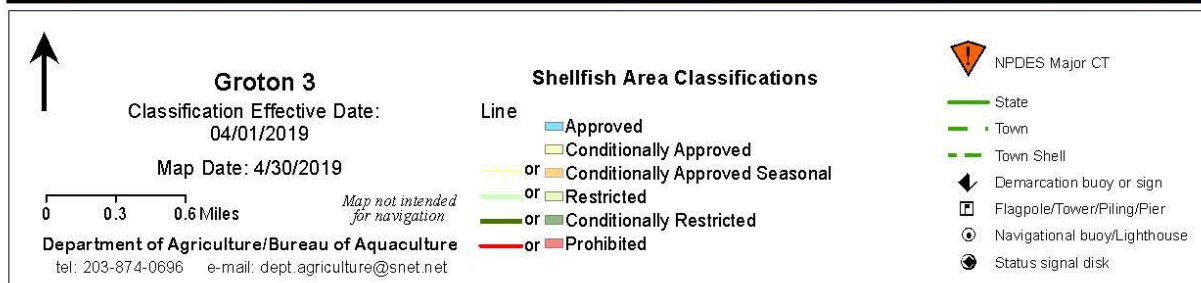 Groton 3
Classification Effective Date:
04/01/2019
Map Date: 4/30/2019
0 0.3 0.6 Miles
Map not intended
for navigation
Department of Agriculture/Bureau of Aquaculture
tel: 203-874-0696 e-mail: dept.agriculture@snet.net
Shellfish Area Classifications
Line
Approved
Conditionally Approved
or Conditionally Approved Seasonal
or Restricted
or Conditionally Restricted
or Prohibited
NPDES Major CT
State
Town
Town Shell
Demarcation buoy or sign
Flagpole/Tower/Piling/Pier
Navigational buoy/Lighthouse
Status signal disk